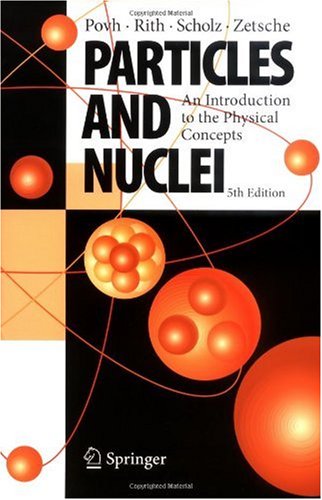 Povh · Rith · Scholz · Zetsche
PARTICLES
AND An Introduction
to the Physical
Concepts
NUCLEI 5th Edition
Springer